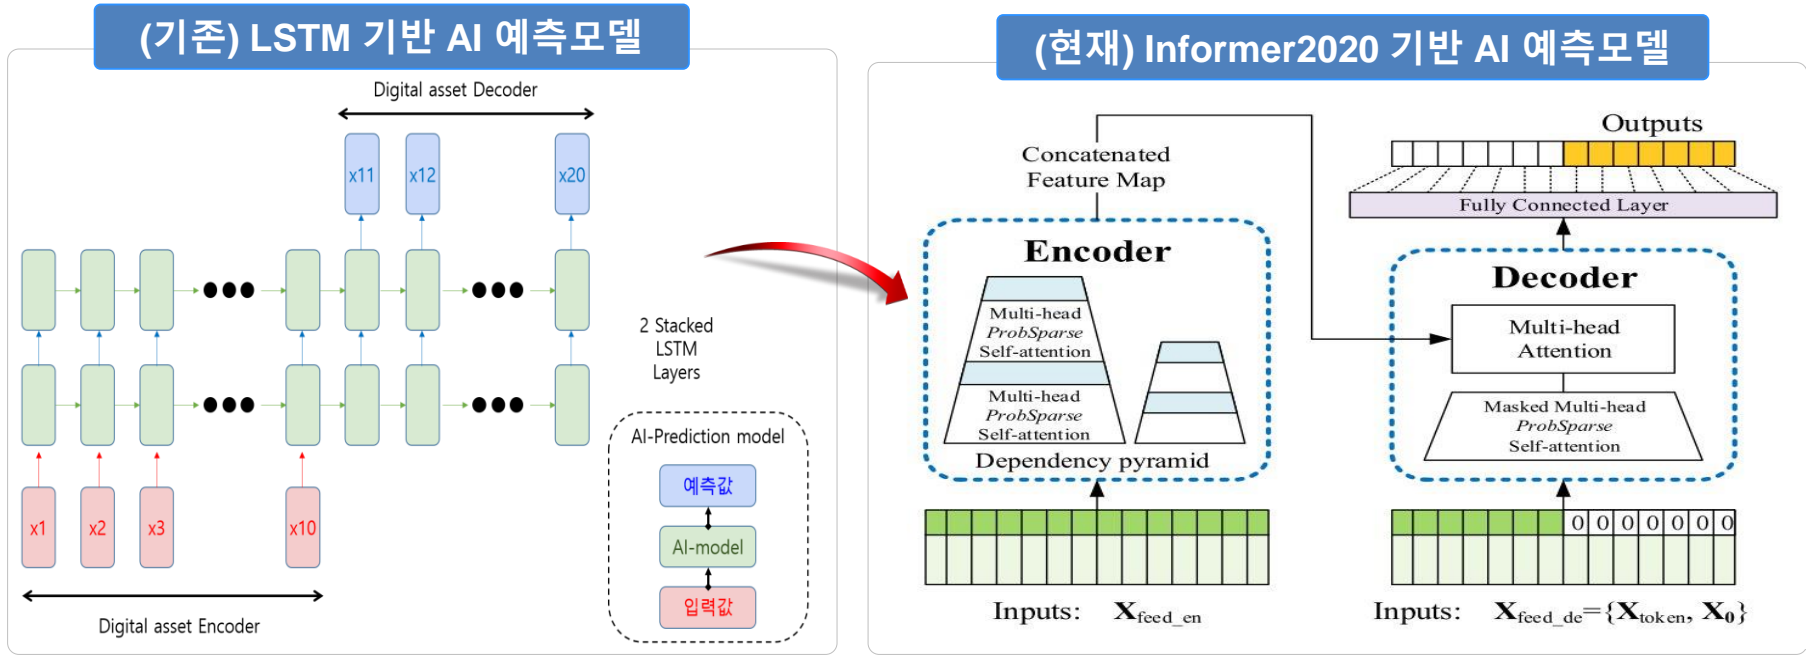 (기존) LSTM 기반 AI 예측모델
Digital asset Decoder
x11 x12 x20
2 Stacked
LSTM
Layers
AI-Prediction model
예측값
AI-model
입력값
x1 x2 x3 x10
Digital asset Encoder
(현재) Informer2020 기반 AI 예측모델
Concatenated
Feature Map
Outputs
Fully Connected Layer
Encoder
Multi-head
ProbSparse
Self-attention
Multi-head
ProbSparse
Self-attention
Dependency pyramid
Inputs: X_feed_en
Decoder
Multi-head
Attention
Masked Multi-head
ProbSparse
Self-attention
0 0 0 0 0 0 0
Inputs: X_feed_de={X_token, X_0}